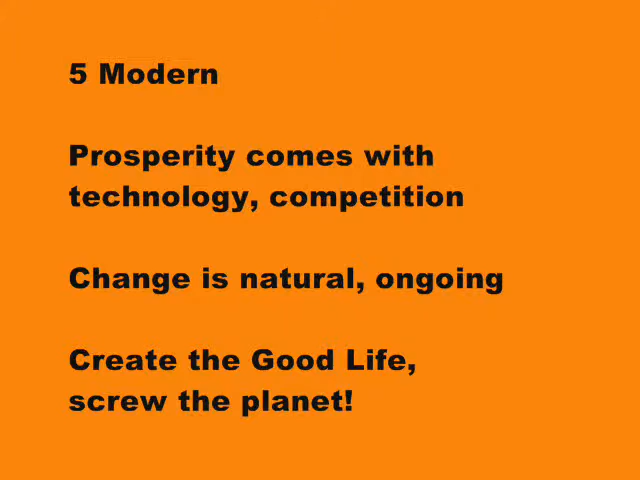 5 Modern
Prosperity comes with
technology, competition
Change is natural, ongoing
Create the Good Life,
screw the planet!